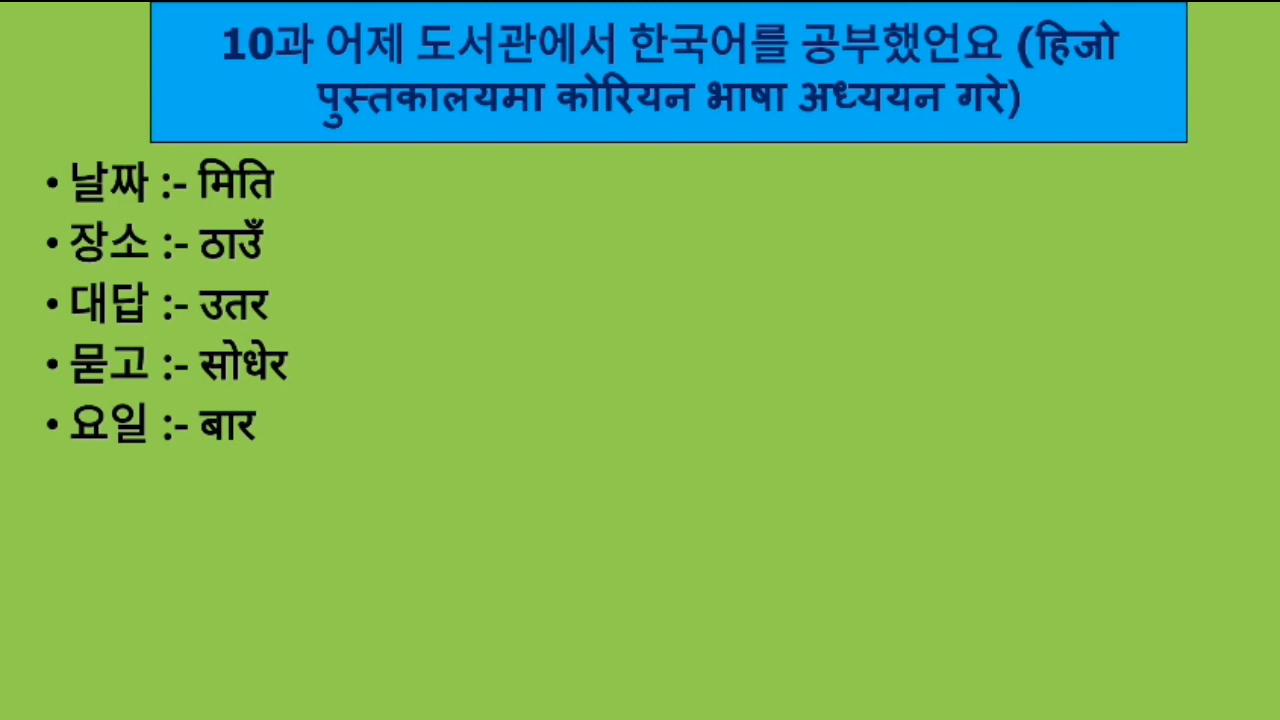 10과 어제 도서관에서 한국어를 공부했언요 (हिजो
पुस्तकालयमा कोरियन भाषा अध्ययन गरे)
• 날짜 :- मिति
• 장소 :- ठाउँ
• 대답 :- उतर
• 묻고 :- सोधेर
• 요일 :- बार